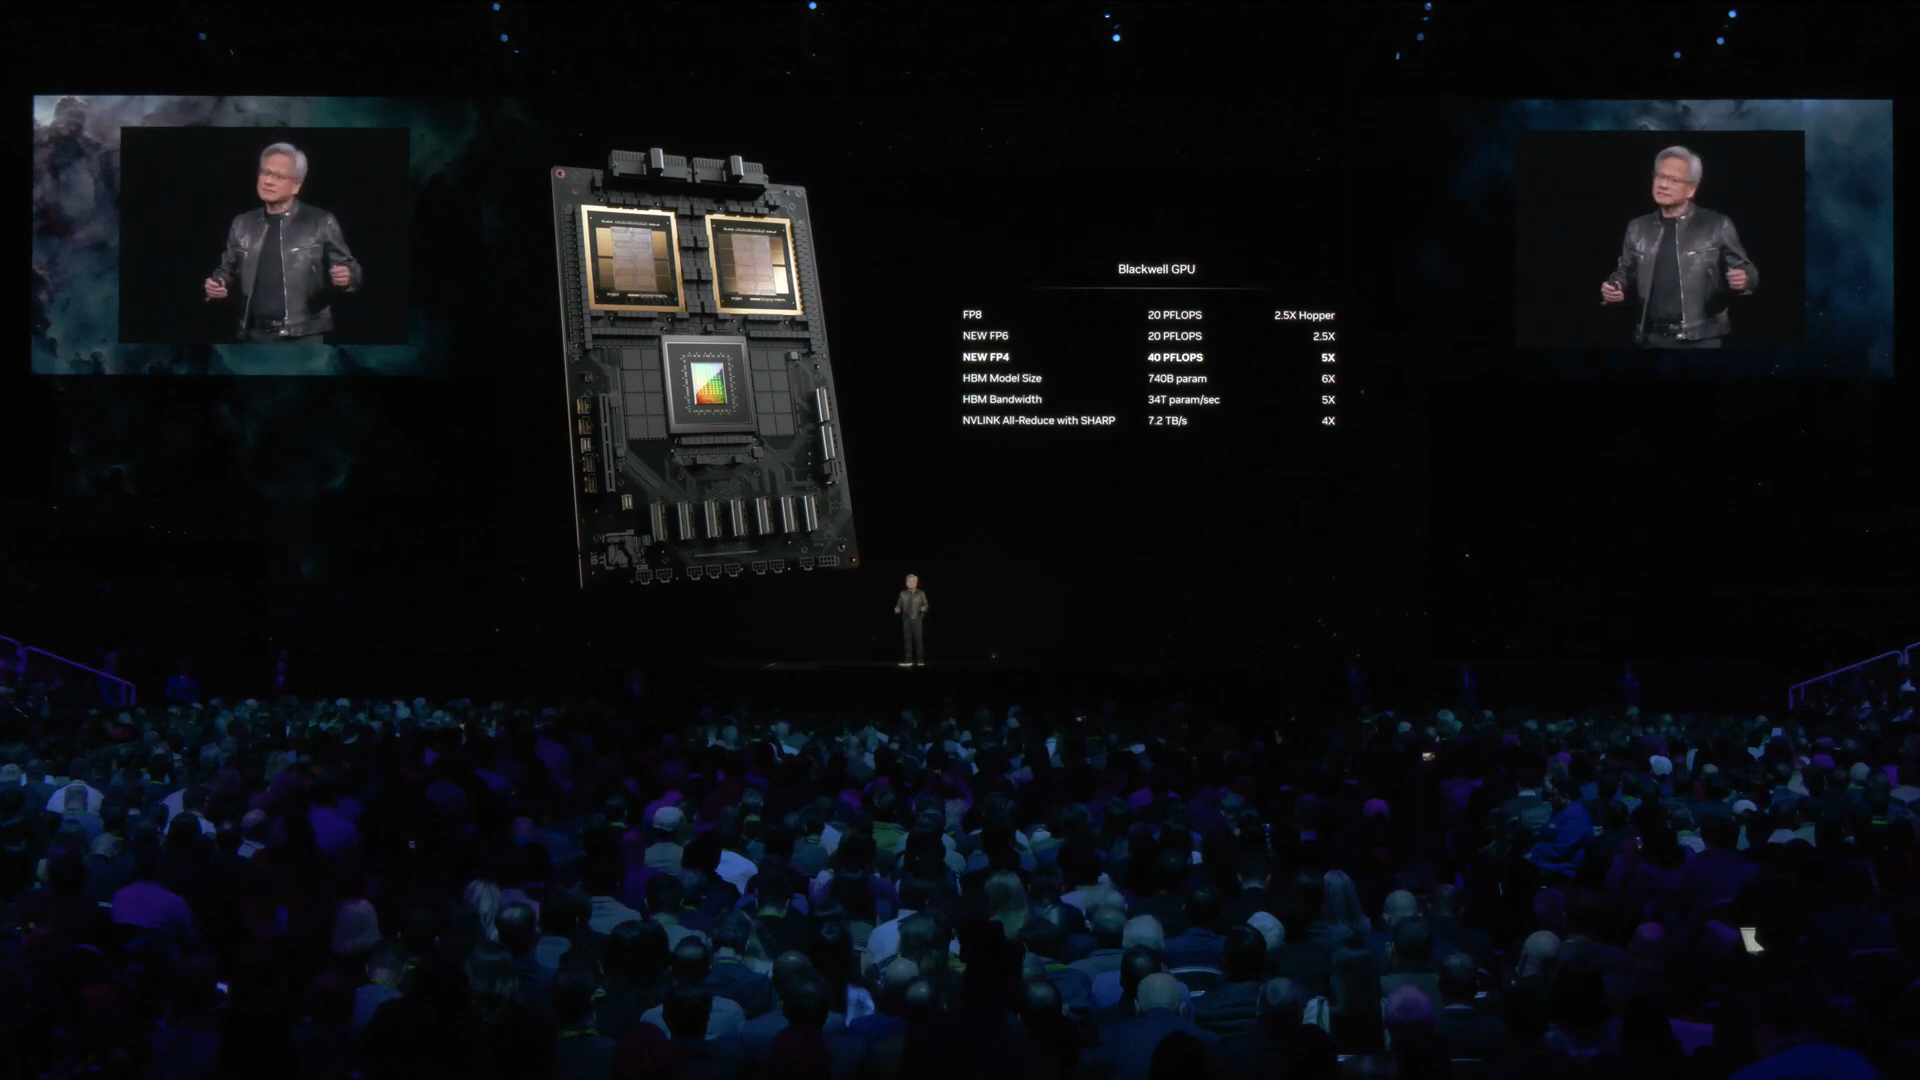 Blackwell GPU
FP8 20 PFLOPS 2.5X Hopper
NEW FP6 20 PFLOPS 2.5X
NEW FP4 40 PFLOPS 5X
HBM Model Size 740B param 6X
HBM Bandwidth 34T param/sec 5X
NVLINK All-Reduce with SHARP 7.2 TB/s 4X